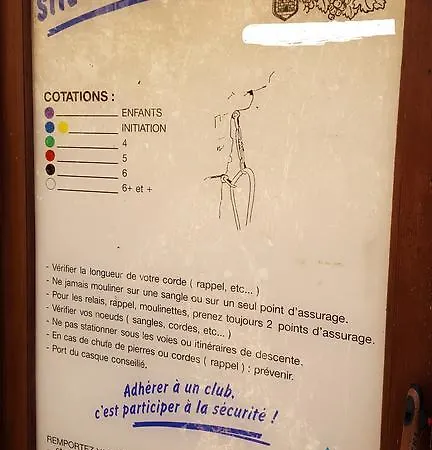 COTATIONS :
ENFANTS
INITIATION
4
5
6
6+ et +
- Vérifier la longueur de votre corde ( rappel, etc... )
- Ne jamais mouliner sur une sangle ou sur un seul point d'assurage.
- Pour les relais, rappel, moulinettes, prenez toujours 2 points d'assurage.
- Vérifier vos noeuds ( sangles, cordes, etc... )
- Ne pas stationner sous les voies ou itinéraires de descente.
- En cas de chute de pierres ou cordes ( rappel ) : prévenir.
- Port du casque conseillé.
Adhérer à un club,
c'est participer à la sécurité !